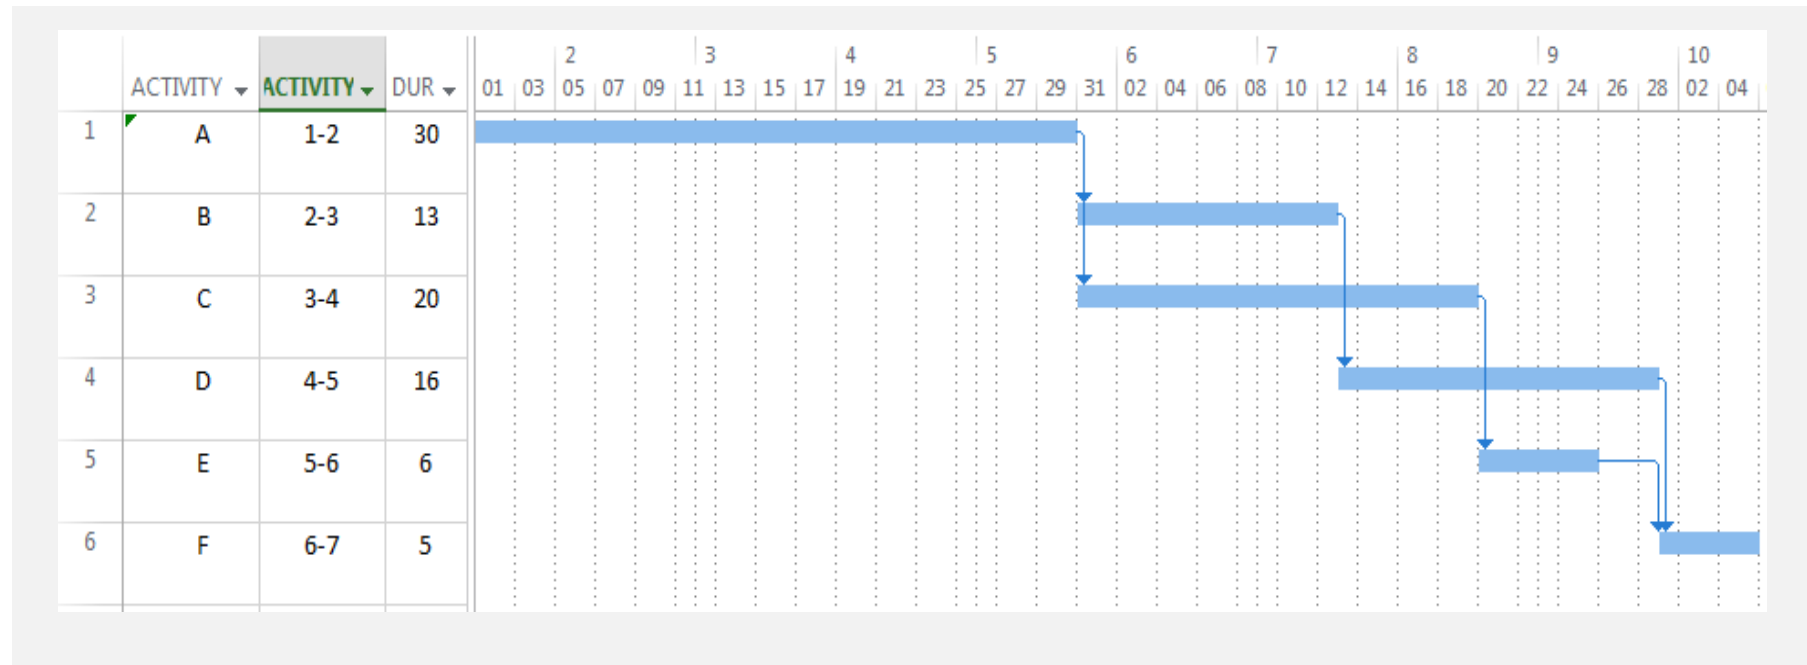 2 3 4 5 6 7 8 9 10
ACTIVITY ACTIVITY DUR 01 03 05 07 09 11 13 15 17 19 21 23 25 27 29 31 02 04 06 08 10 12 14 16 18 20 22 24 26 28 02 04
1 A 1-2 30
2 B 2-3 13
3 C 3-4 20
4 D 4-5 16
5 E 5-6 6
6 F 6-7 5